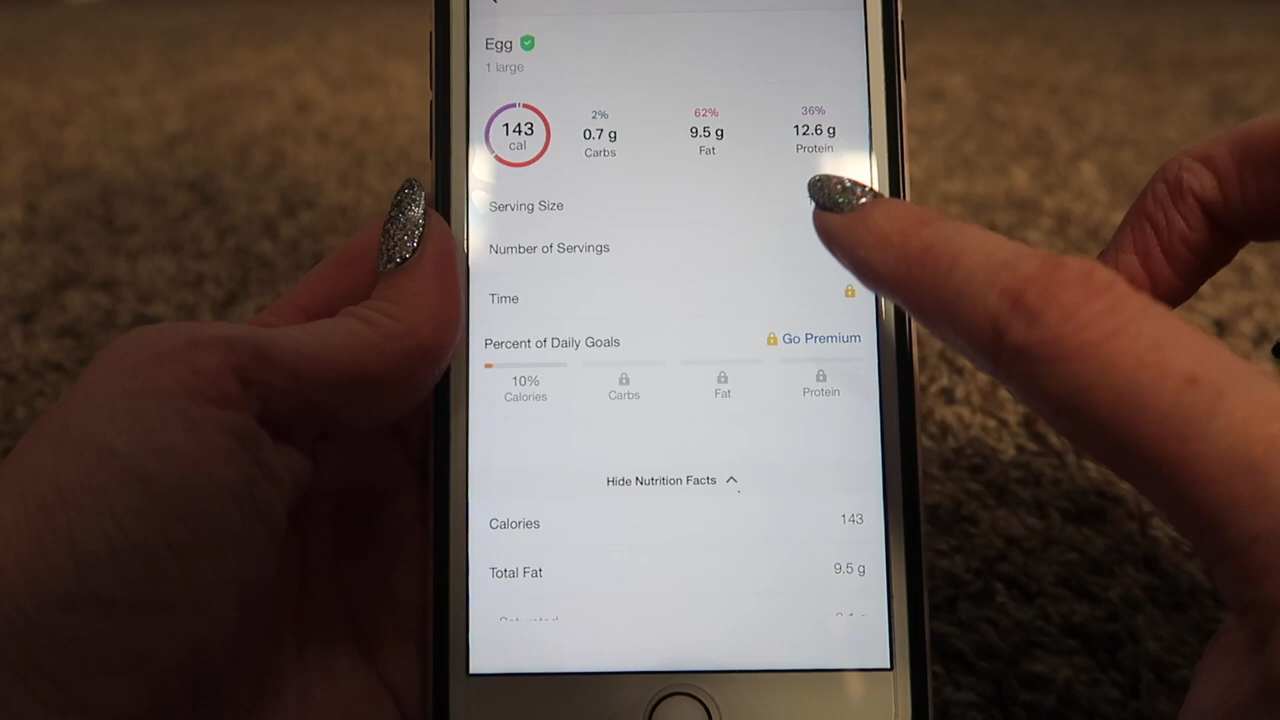 Egg
1 large
143
cal
2%
0.7 g
Carbs
62%
9.5 g
Fat
36%
12.6 g
Protein
Serving Size
Number of Servings
Time
Percent of Daily Goals
Go Premium
10%
Calories
Carbs
Fat
Protein
Hide Nutrition Facts
Calories 143
Total Fat 9.5 g